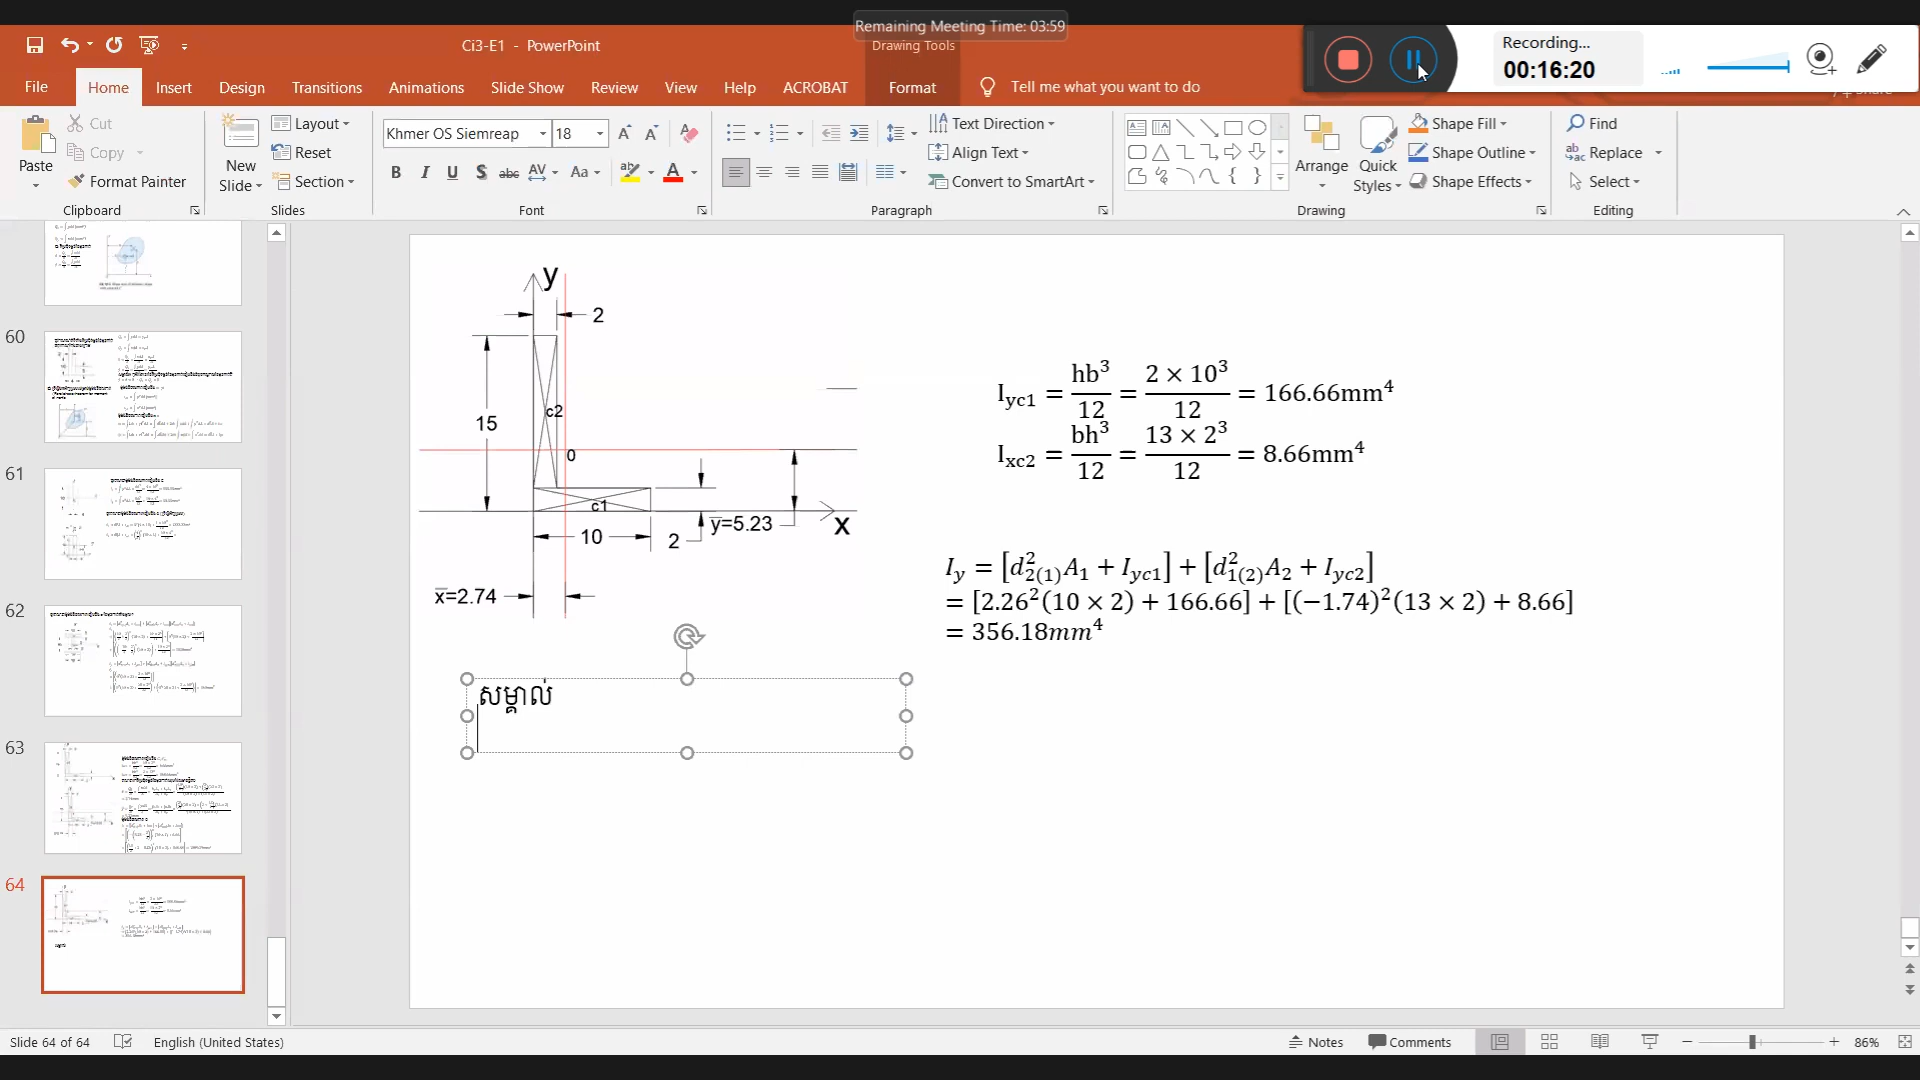 Remaining Meeting Time: 03:59
Ci3-E1 - PowerPoint
Drawing Tools
Recording...
00:16:20
File Home Insert Design Transitions Animations Slide Show Review View Help ACROBAT Format Tell me what you want to do
Paste
Cut
Copy
Format Painter
Clipboard
New
Slide
Layout
Reset
Section
Slides
Khmer OS Siemreap 18
B I U S abc AV Aa A
Font
Text Direction
Align Text
Convert to SmartArt
Paragraph
Arrange
Quick
Styles
Shape Fill
Shape Outline
Shape Effects
Drawing
Find
Replace
Select
Editing
60
61
62
63
64
y
2
15
c2
0
c1
10
2
y̅=5.23
x
x̅=2.74
I_yc1 = hb³/12 = 2 × 10³/12 = 166.66mm⁴
I_xc2 = bh³/12 = 13 × 2³/12 = 8.66mm⁴
I_y = [d²_2(1)A_1 + I_yc1] + [d²_1(2)A_2 + I_yc2]
= [2.26²(10 × 2) + 166.66] + [(−1.74)²(13 × 2) + 8.66]
= 356.18mm⁴
សម្គាល់
Slide 64 of 64 English (United States) Notes Comments 86%